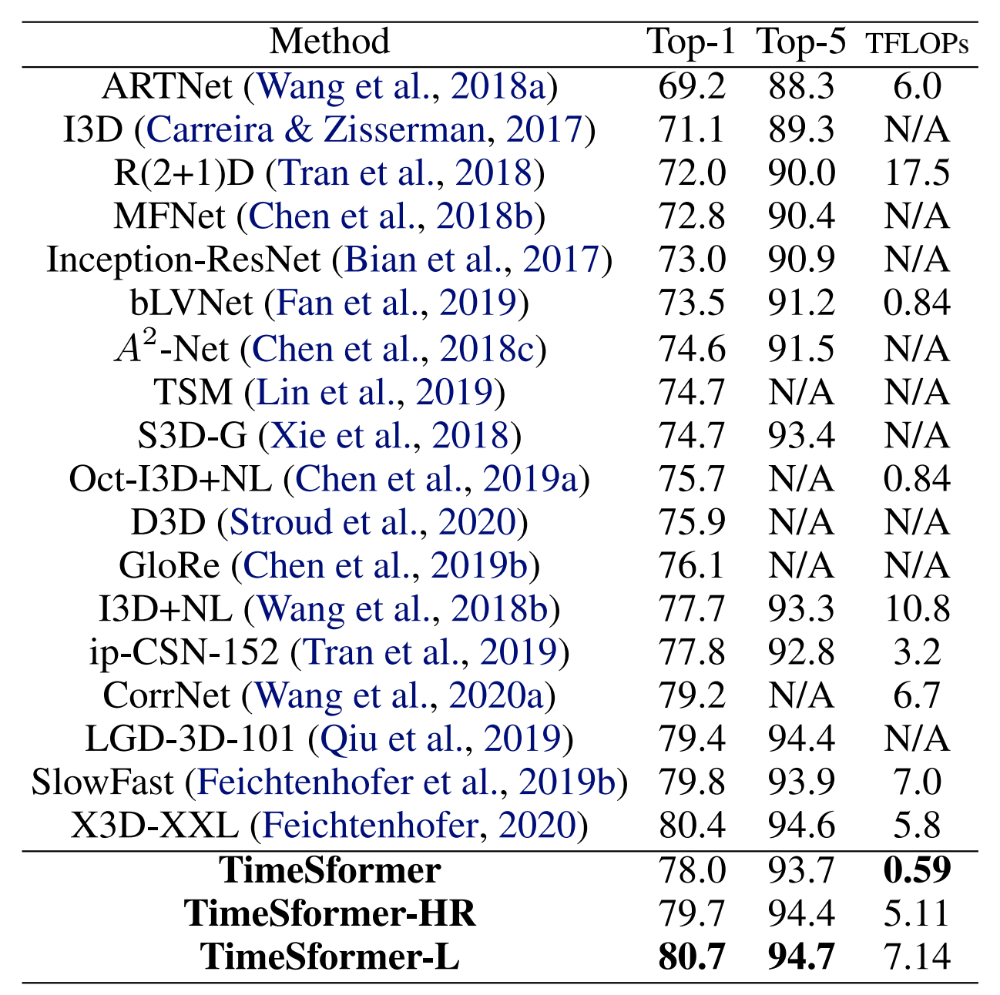 Method Top-1 Top-5 TFLOPs
ARTNet (Wang et al., 2018a) 69.2 88.3 6.0
I3D (Carreira & Zisserman, 2017) 71.1 89.3 N/A
R(2+1)D (Tran et al., 2018) 72.0 90.0 17.5
MFNet (Chen et al., 2018b) 72.8 90.4 N/A
Inception-ResNet (Bian et al., 2017) 73.0 90.9 N/A
bLVNet (Fan et al., 2019) 73.5 91.2 0.84
A²-Net (Chen et al., 2018c) 74.6 91.5 N/A
TSM (Lin et al., 2019) 74.7 N/A N/A
S3D-G (Xie et al., 2018) 74.7 93.4 N/A
Oct-I3D+NL (Chen et al., 2019a) 75.7 N/A 0.84
D3D (Stroud et al., 2020) 75.9 N/A N/A
GloRe (Chen et al., 2019b) 76.1 N/A N/A
I3D+NL (Wang et al., 2018b) 77.7 93.3 10.8
ip-CSN-152 (Tran et al., 2019) 77.8 92.8 3.2
CorrNet (Wang et al., 2020a) 79.2 N/A 6.7
LGD-3D-101 (Qiu et al., 2019) 79.4 94.4 N/A
SlowFast (Feichtenhofer et al., 2019b) 79.8 93.9 7.0
X3D-XXL (Feichtenhofer, 2020) 80.4 94.6 5.8
TimeSformer 78.0 93.7 0.59
TimeSformer-HR 79.7 94.4 5.11
TimeSformer-L 80.7 94.7 7.14